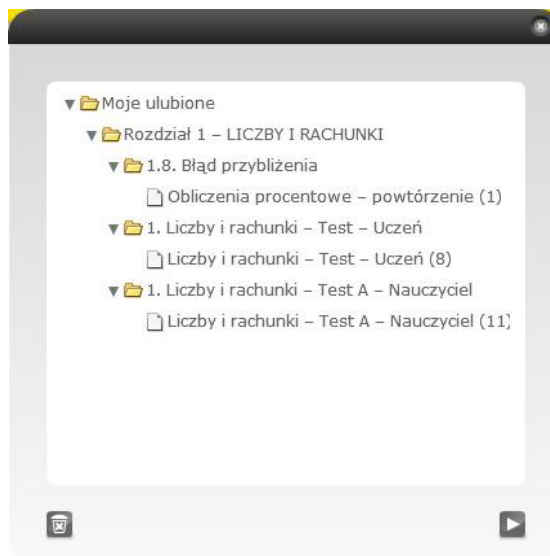 Moje ulubione
Rozdział 1 – LICZBY I RACHUNKI
1.8. Błąd przybliżenia
Obliczenia procentowe – powtórzenie (1)
1. Liczby i rachunki – Test – Uczeń
Liczby i rachunki – Test – Uczeń (8)
1. Liczby i rachunki – Test A – Nauczyciel
Liczby i rachunki – Test A – Nauczyciel (11)